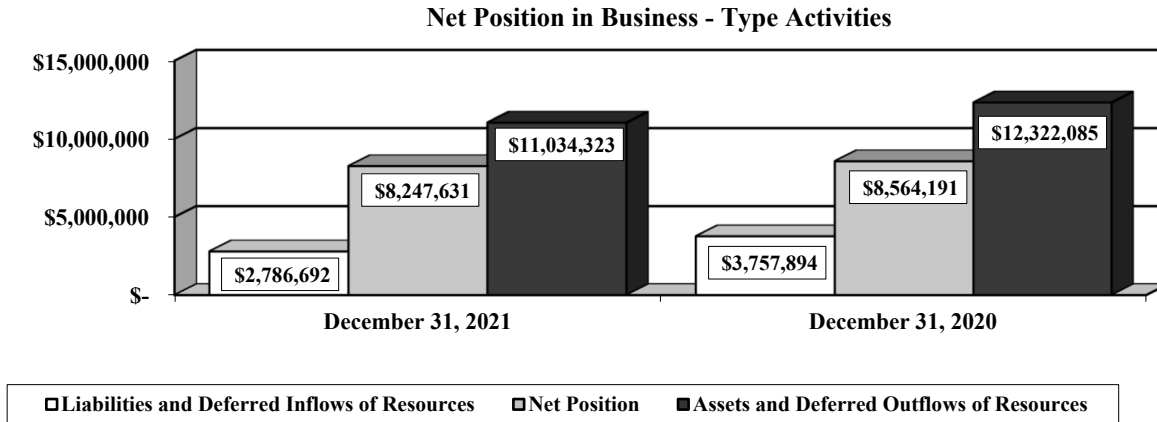 Net Position in Business - Type Activities
$15,000,000
$10,000,000
$5,000,000
$-
$2,786,692
$8,247,631
$11,034,323
$3,757,894
$8,564,191
$12,322,085
December 31, 2021
December 31, 2020
Liabilities and Deferred Inflows of Resources
Net Position
Assets and Deferred Outflows of Resources